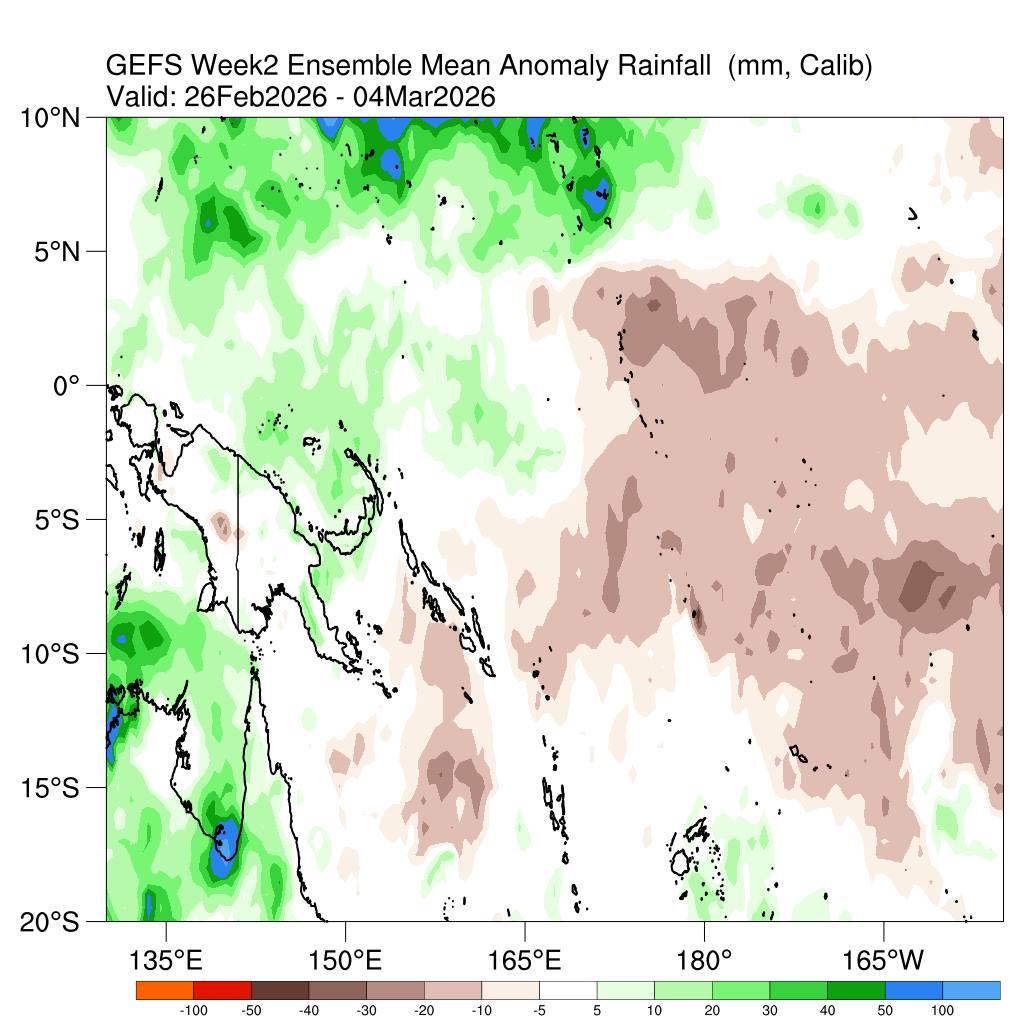 GEFS Week2 Ensemble Mean Anomaly Rainfall  (mm, Calib)
Valid: 26Feb2026 - 04Mar2026
10°N
5°N
0°
5°S
10°S
15°S
20°S
135°E 150°E 165°E 180° 165°W
-100 -50 -40 -30 -20 -10 -5 5 10 20 30 40 50 100